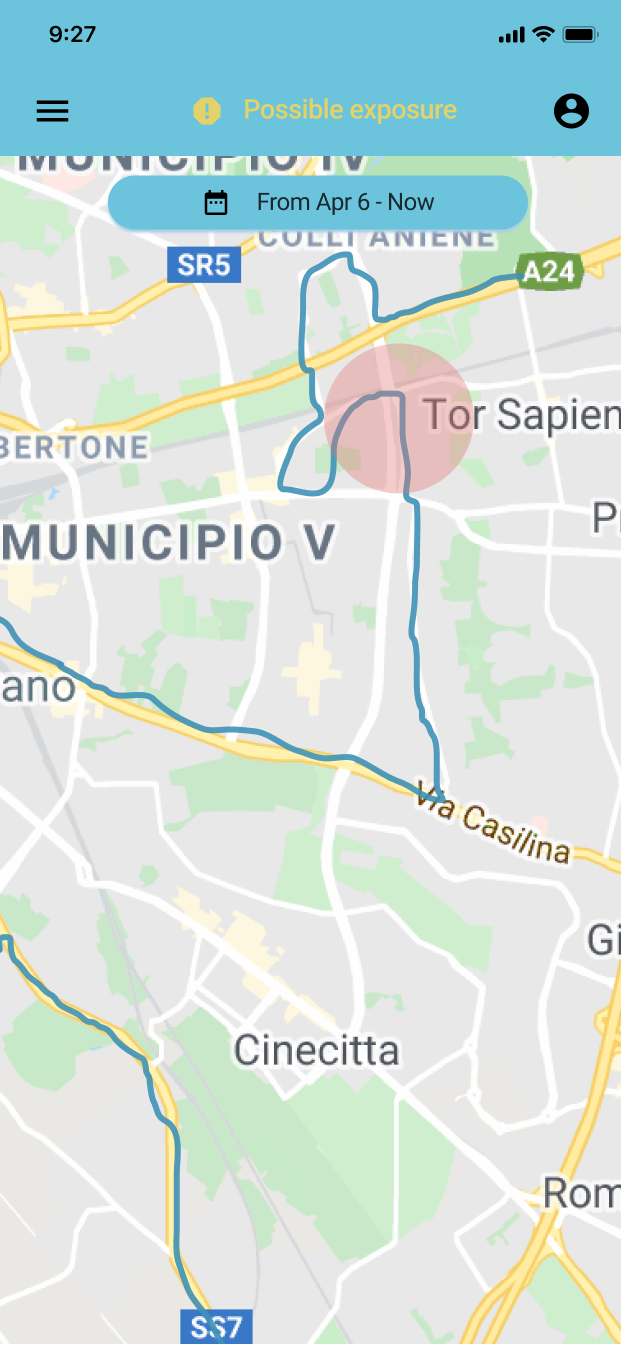 9:27
Possible exposure
MUNICIPIO IV
From Apr 6 - Now
COLLI ANIENE
SR5
A24
Tor Sapien
BERTONE
MUNICIPIO V
P
ano
Via Casilina
Gi
Cinecitta
Rom
SS7